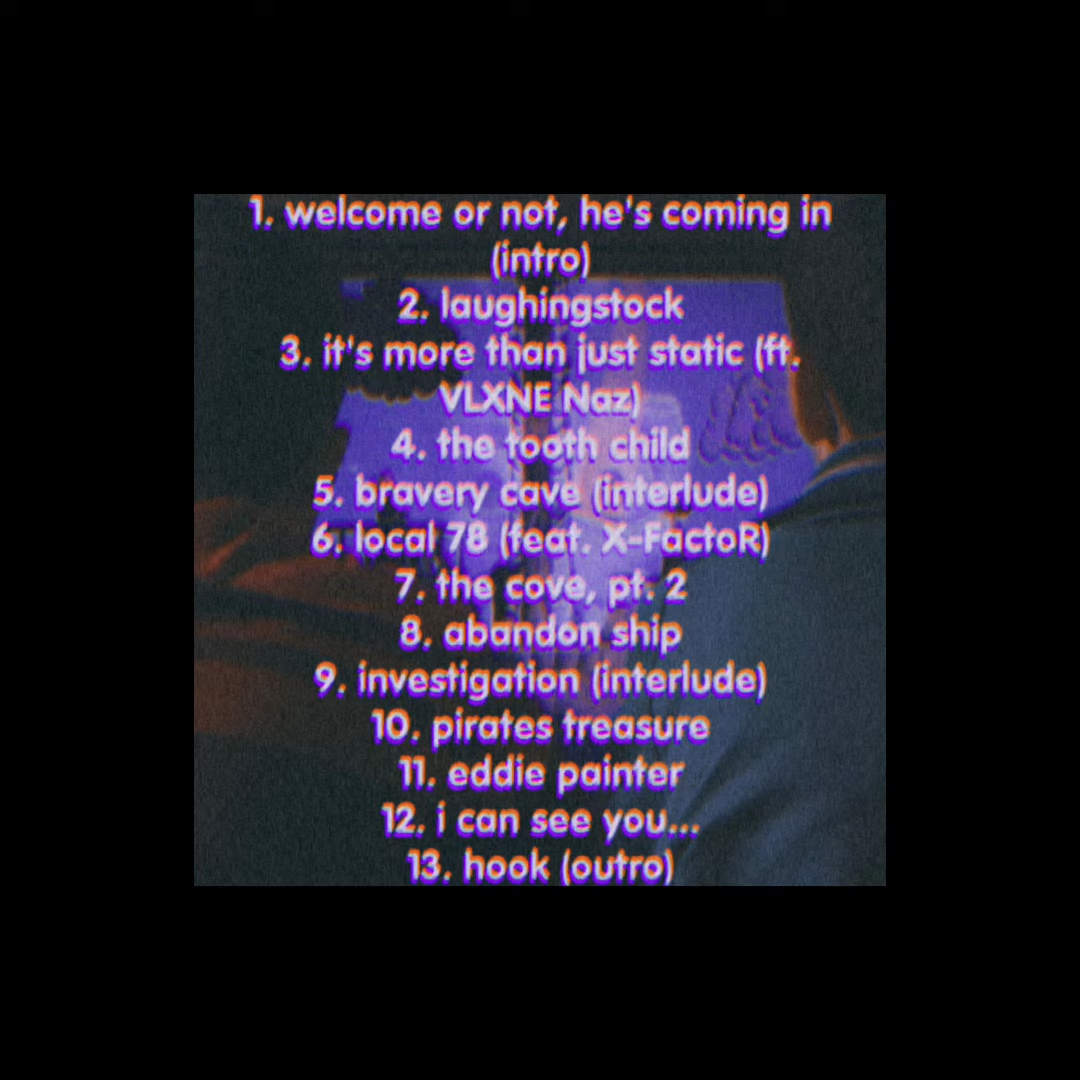 1. welcome or not, he's coming in
(intro)
2. laughingstock
3. it's more than just static (ft.
VLXNE Naz)
4. the tooth child
5. bravery cave (interlude)
6. local 78 (feat. X-FactoR)
7. the cove, pt. 2
8. abandon ship
9. investigation (interlude)
10. pirates treasure
11. eddie painter
12. i can see you...
13. hook (outro)